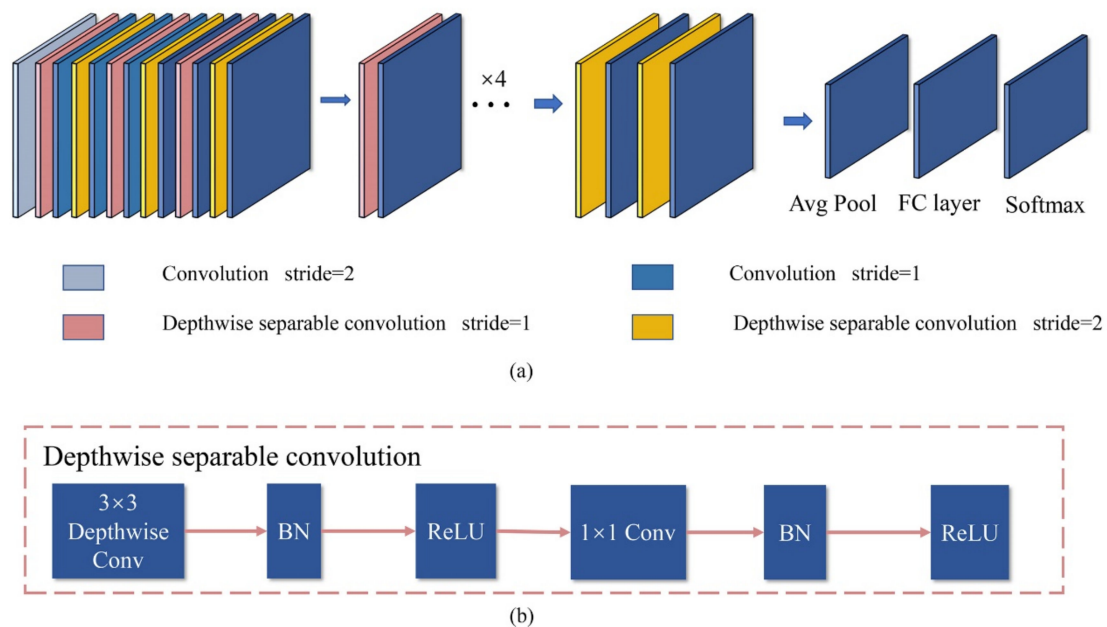 ×4
...
Avg Pool FC layer Softmax
Convolution stride=2
Convolution stride=1
Depthwise separable convolution stride=1
Depthwise separable convolution stride=2
(a)
Depthwise separable convolution
3×3
Depthwise
Conv
BN
ReLU
1×1 Conv
BN
ReLU
(b)